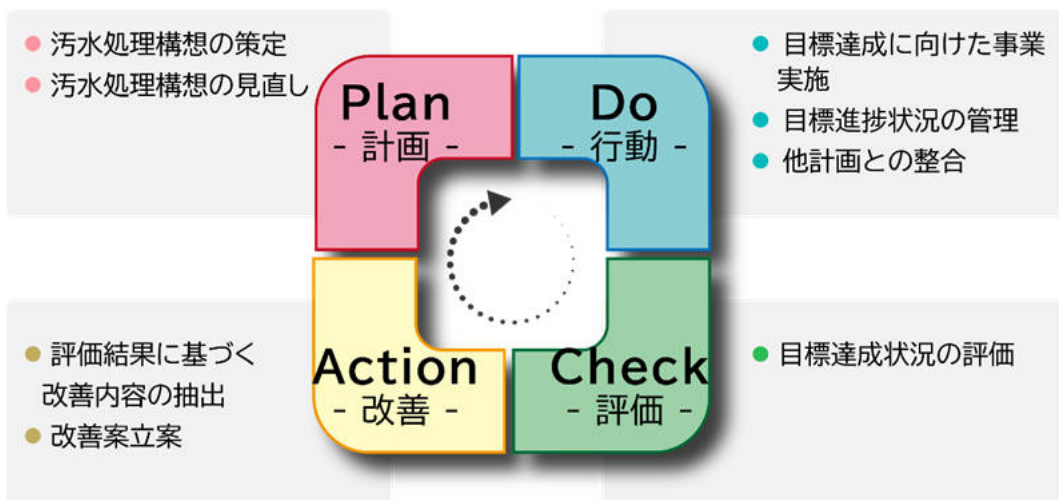 汚水処理構想の策定
汚水処理構想の見直し
Plan
- 計画 -
Do
- 行動 -
目標達成に向けた事業
実施
目標進捗状況の管理
他計画との整合
評価結果に基づく
改善内容の抽出
改善案立案
Action
- 改善 -
Check
- 評価 -
目標達成状況の評価